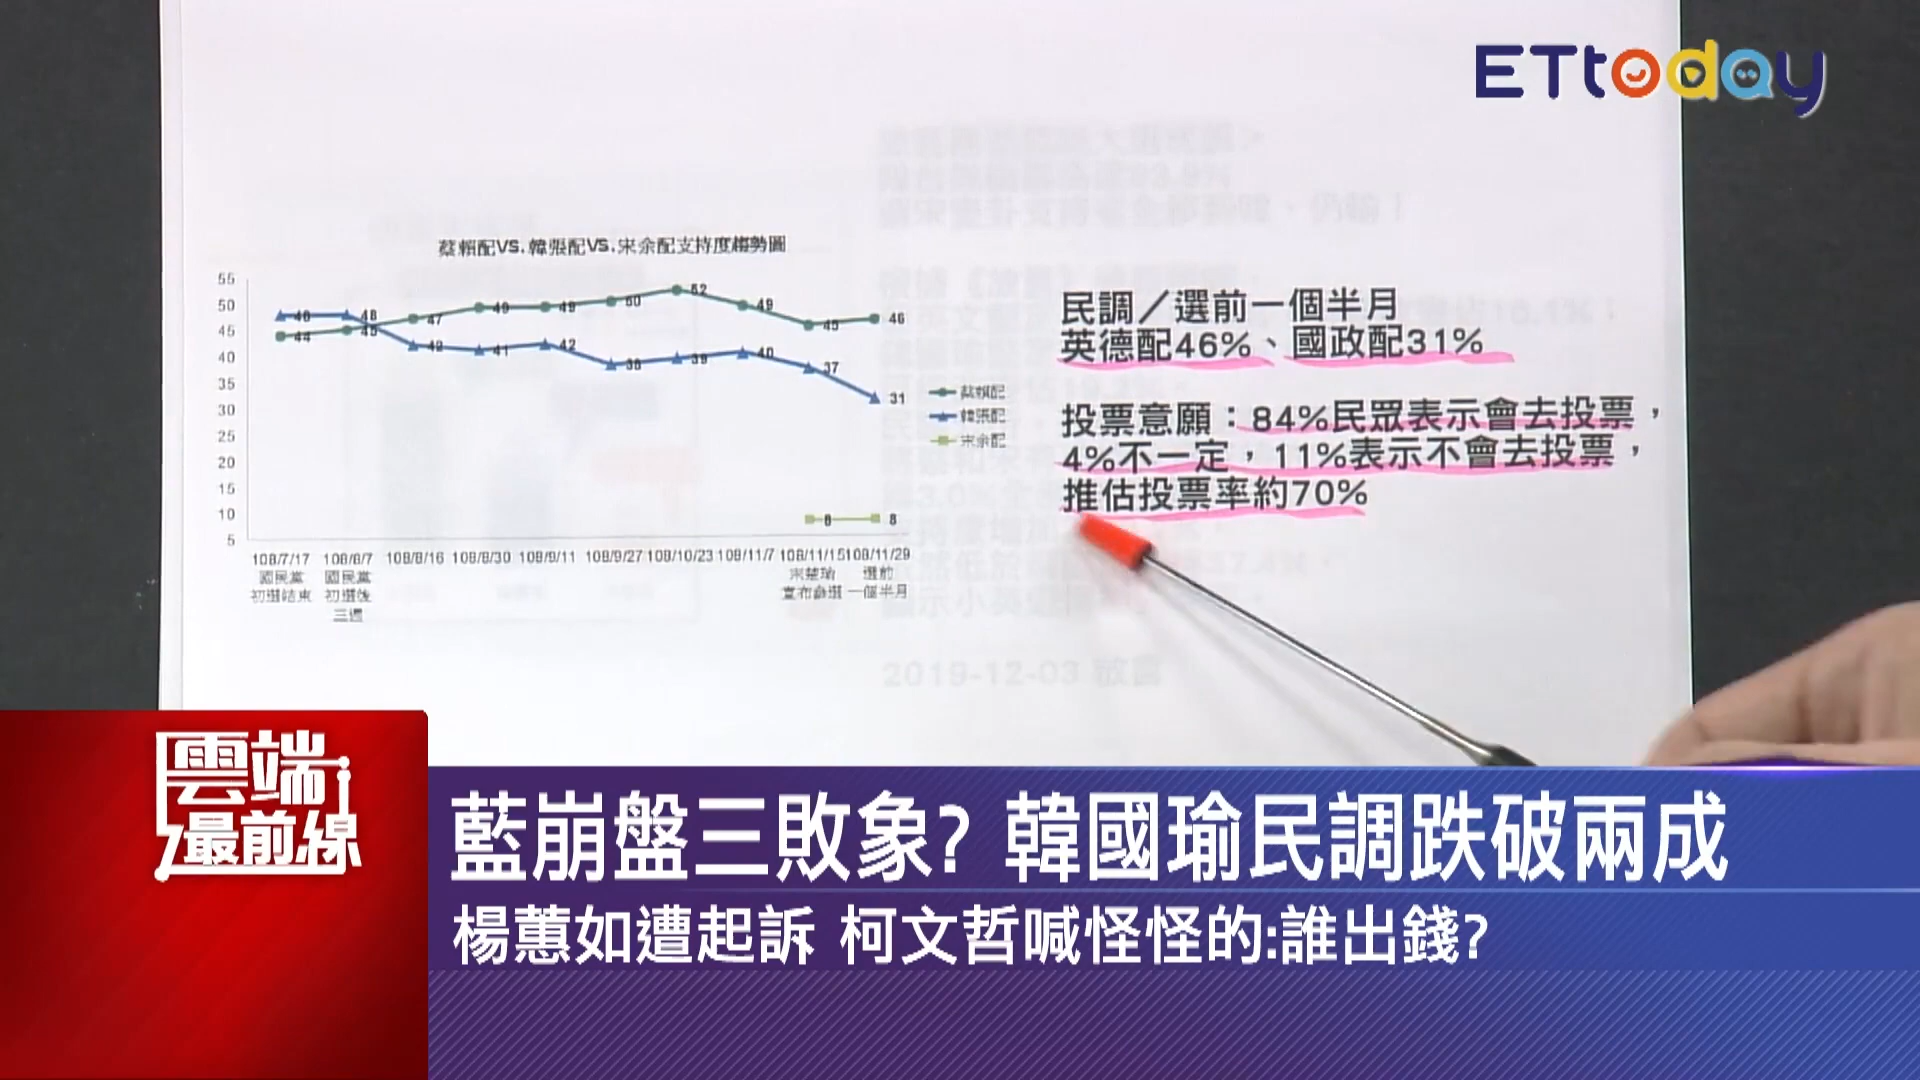 ETtoday
蔡賴配VS.韓張配VS.宋余配支持度趨勢圖
55
50
45
40
35
30
25
20
15
10
5
44 45 47 49 49 50 52 49 45 46
48 48 42 41 42 38 39 40 37 31
8 8
蔡賴配
韓張配
宋余配
108/7/17 108/8/7 108/8/16 108/8/30 108/9/11 108/9/27 108/10/23 108/11/7 108/11/15 108/11/29
國民黨 國民黨 宋楚瑜 選前
初選結束 初選後 宣布參選 一個半月
三週
民調／選前一個半月
英德配46%、國政配31%
投票意願：84%民眾表示會去投票，
4%不一定，11%表示不會去投票，
推估投票率約70%
2019-12-03
雲端
最前線
藍崩盤三敗象? 韓國瑜民調跌破兩成
楊蕙如遭起訴 柯文哲喊怪怪的:誰出錢?